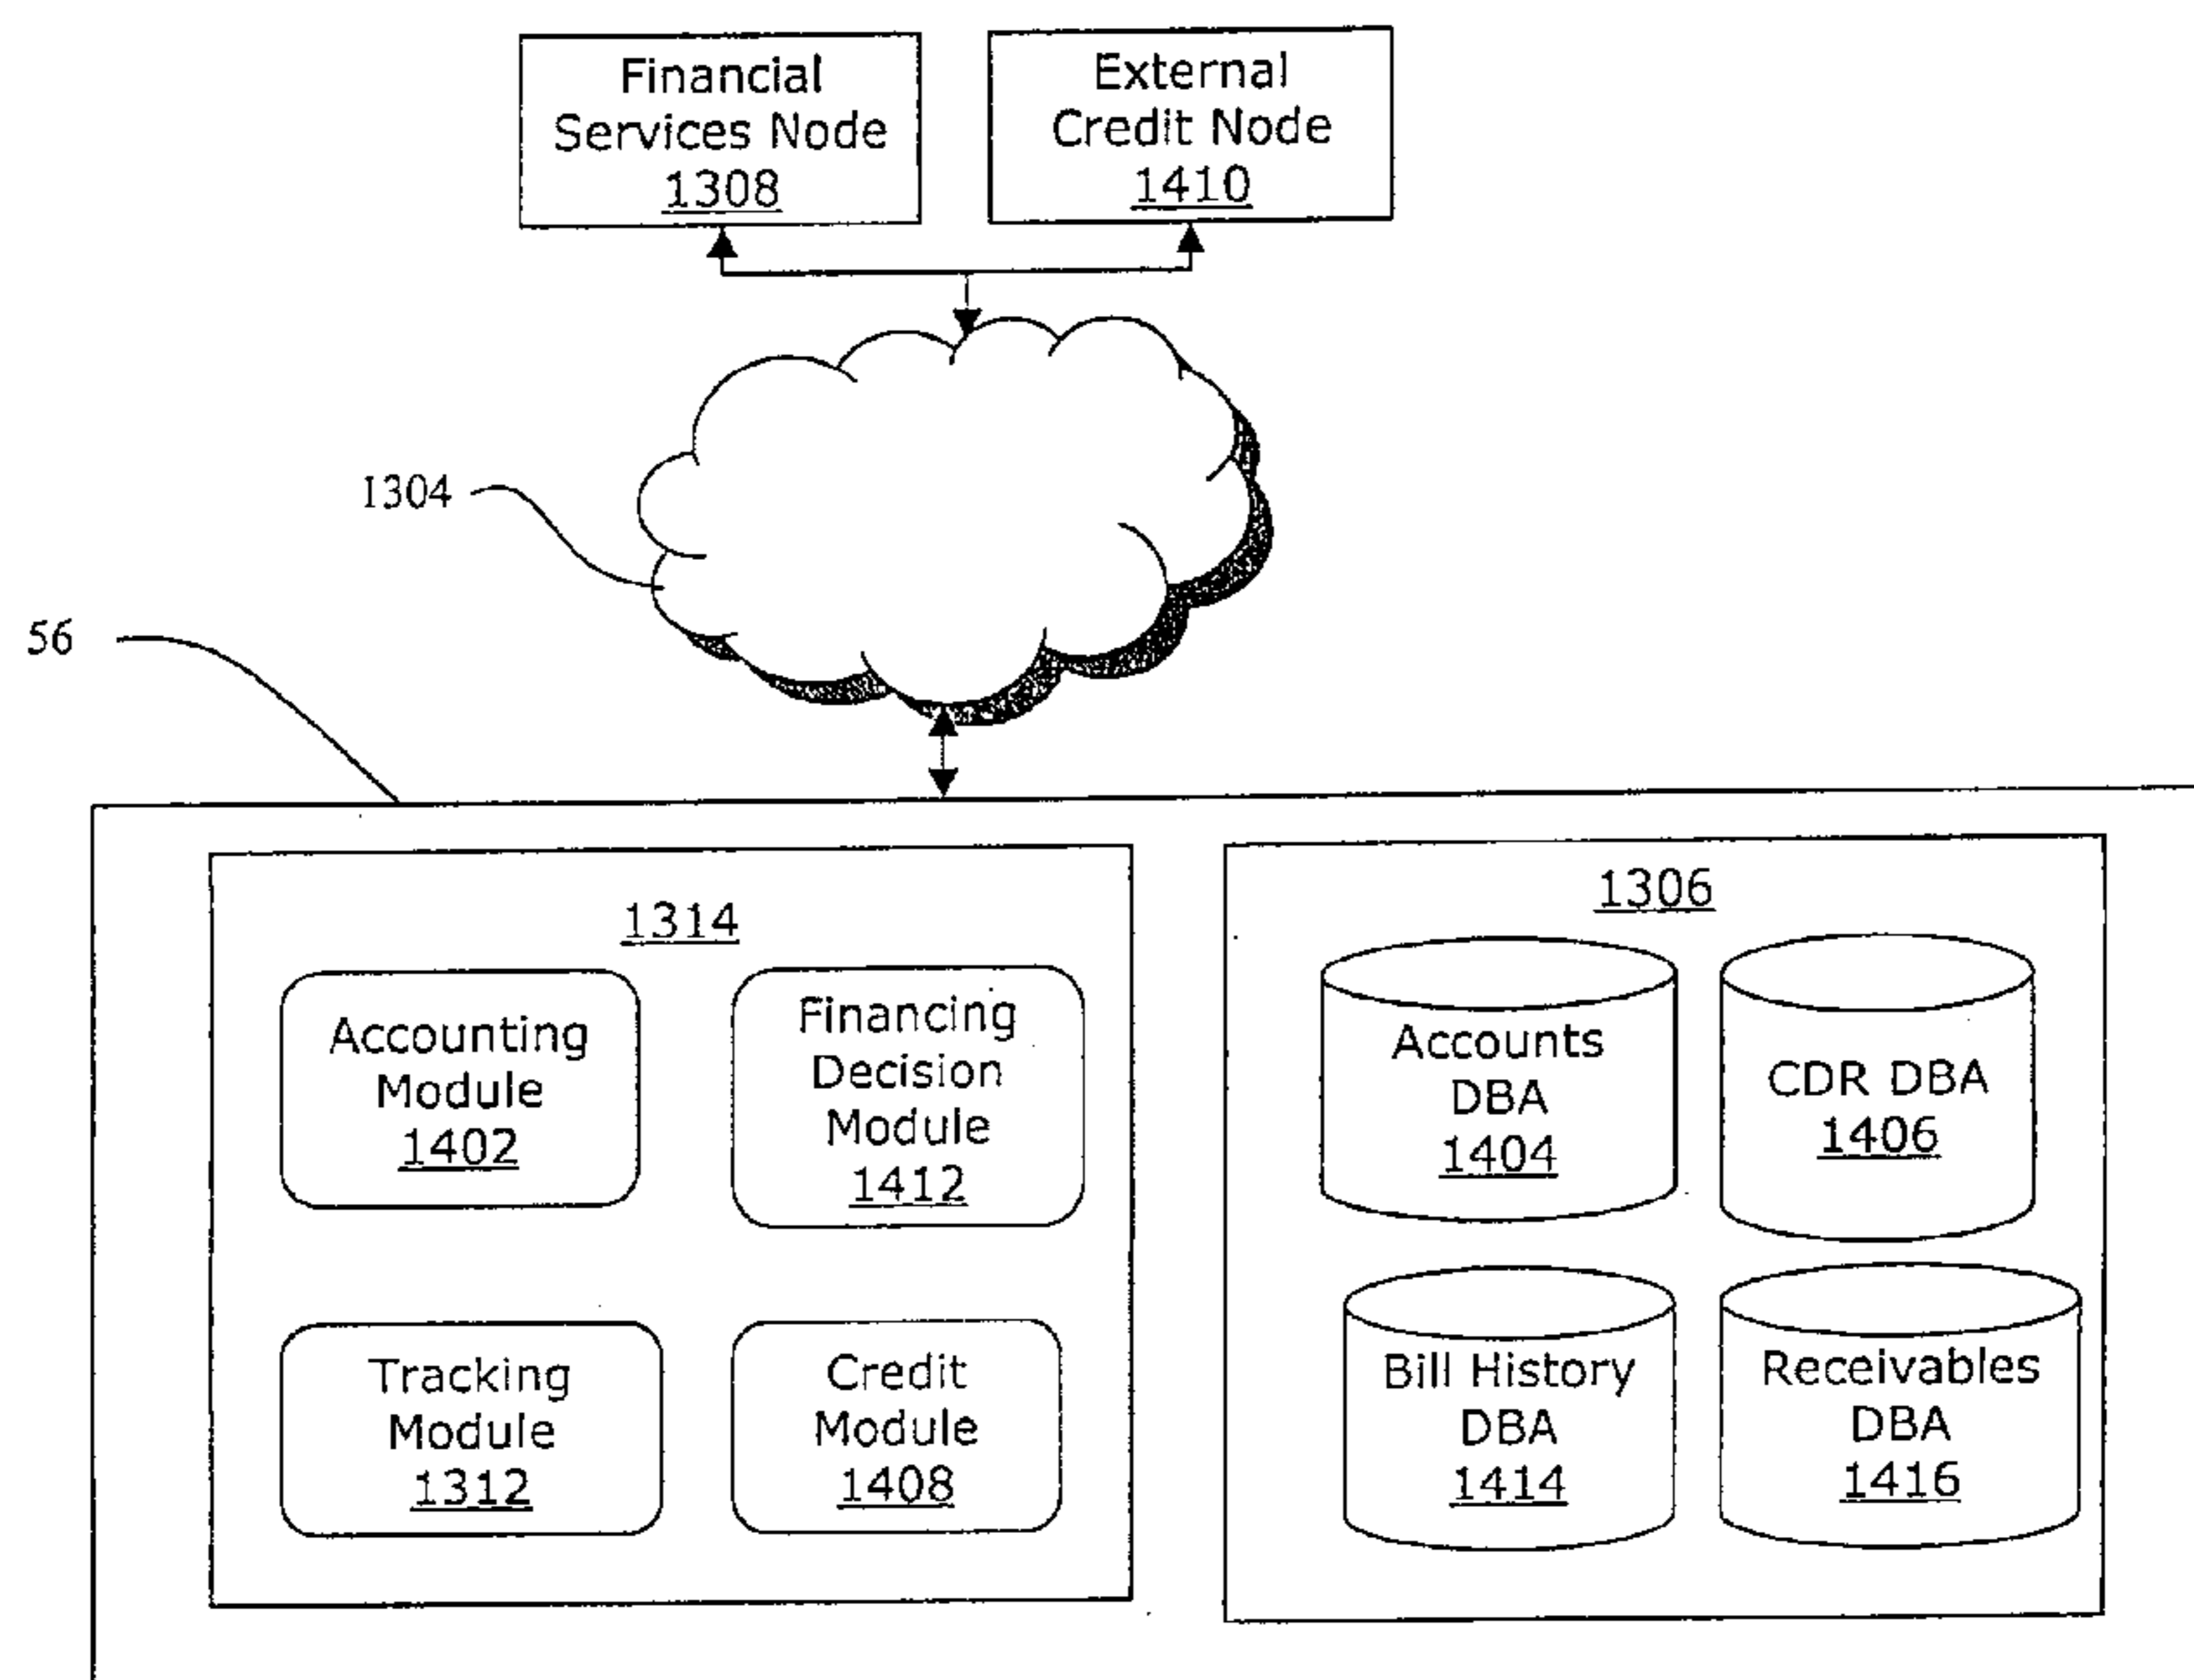 Financial
Services Node
1308
External
Credit Node
1410
1304
56
1314
Accounting
Module
1402
Financing
Decision
Module
1412
Tracking
Module
1312
Credit
Module
1408
1306
Accounts
DBA
1404
CDR DBA
1406
Bill History
DBA
1414
Receivables
DBA
1416